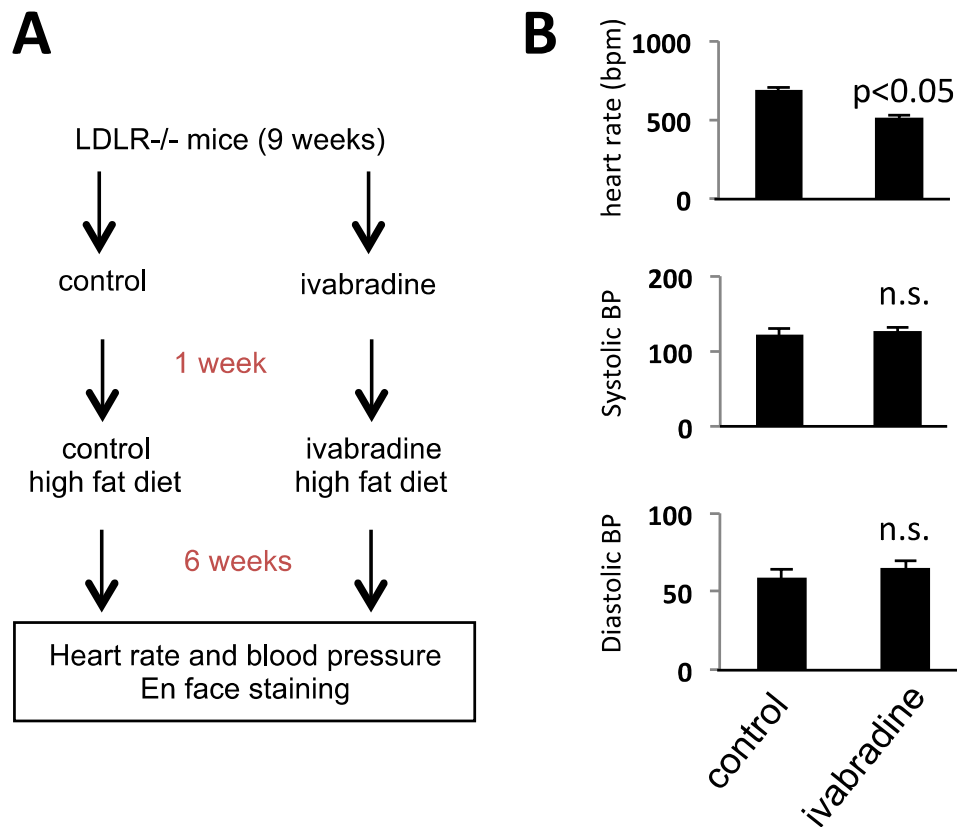 A
LDLR-/- mice (9 weeks)
control
ivabradine
1 week
control
high fat diet
ivabradine
high fat diet
6 weeks
Heart rate and blood pressure
En face staining
B
heart rate (bpm)
1000
500
0
p<0.05
Systolic BP
200
100
0
n.s.
Diastolic BP
100
50
0
n.s.
control
ivabradine